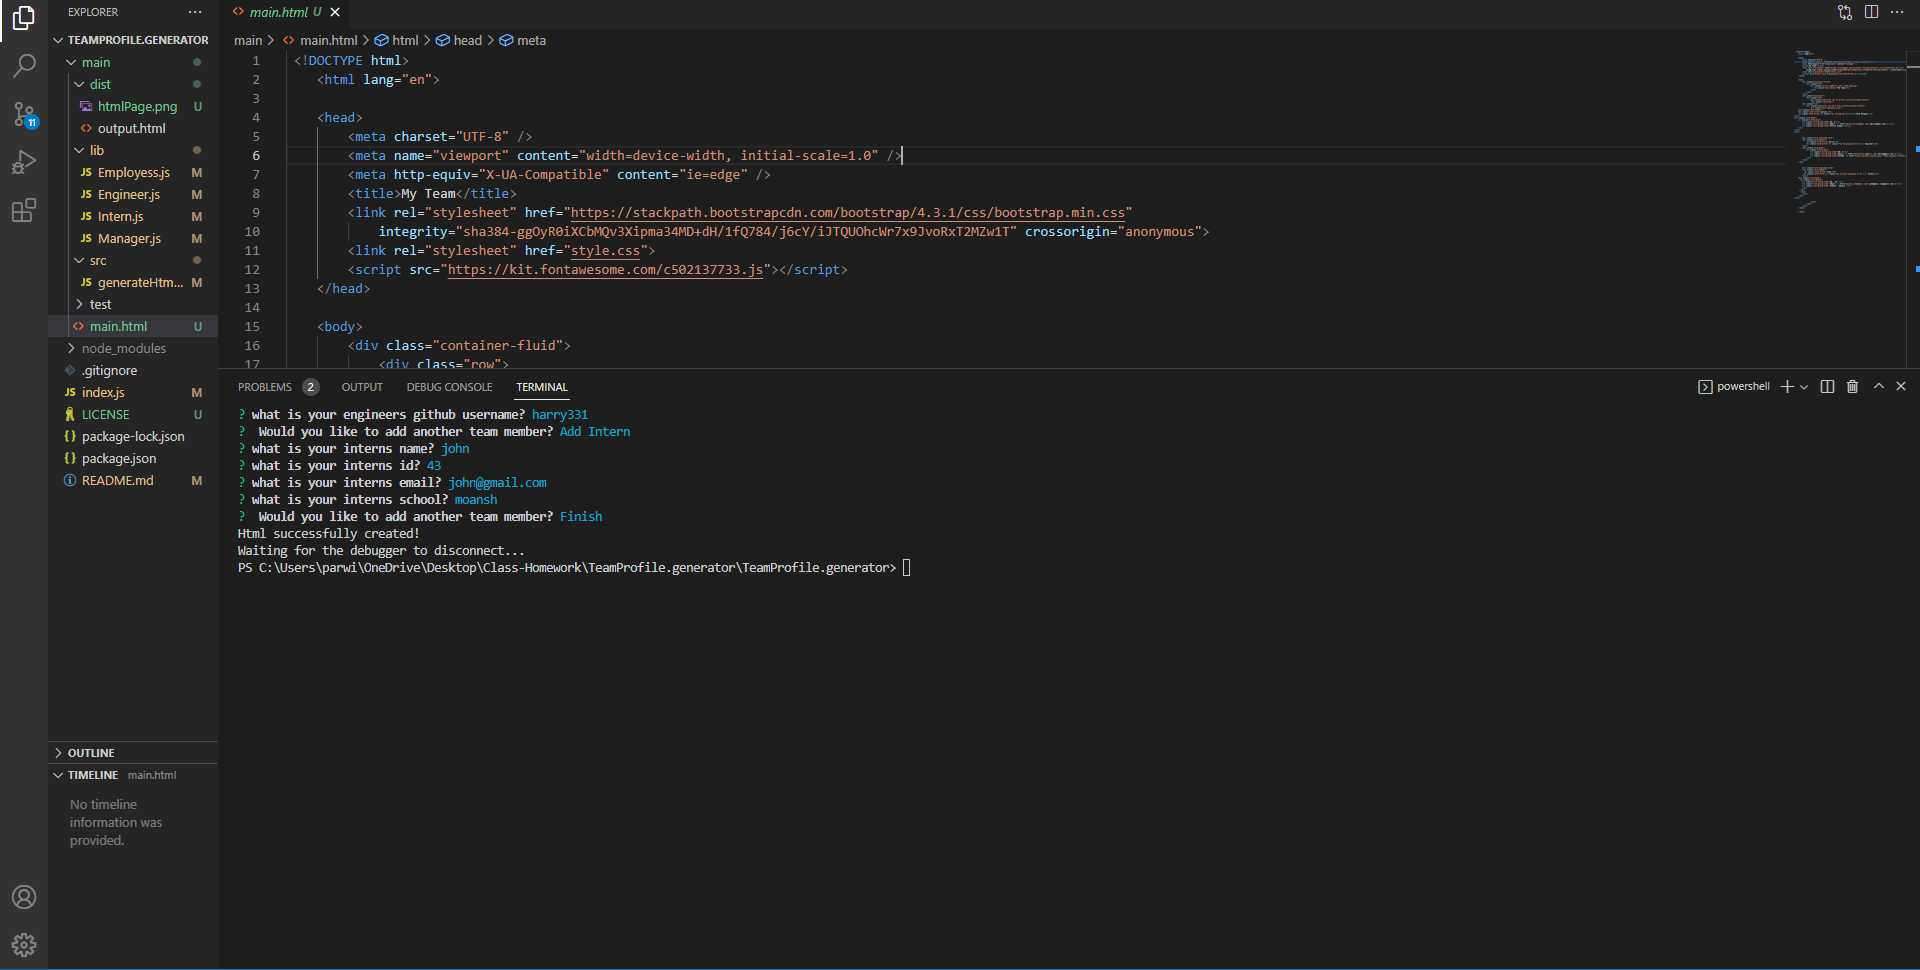 EXPLORER
TEAMPROFILE.GENERATOR
main
dist
htmlPage.png U
output.html
lib
JS Employess.js M
JS Engineer.js M
JS Intern.js M
JS Manager.js M
src
JS generateHtm... M
test
main.html U
node_modules
.gitignore
JS index.js M
LICENSE U
{} package-lock.json
{} package.json
README.md M
OUTLINE
TIMELINE main.html
No timeline
information was
provided.
11
main.html U
main > main.html > html > head > meta
1 <!DOCTYPE html>
2 <html lang="en">
3
4 <head>
5 <meta charset="UTF-8" />
6 <meta name="viewport" content="width=device-width, initial-scale=1.0" />
7 <meta http-equiv="X-UA-Compatible" content="ie=edge" />
8 <title>My Team</title>
9 <link rel="stylesheet" href="https://stackpath.bootstrapcdn.com/bootstrap/4.3.1/css/bootstrap.min.css"
10 integrity="sha384-ggOyR0iXCbMQv3Xipma34MD+dH/1fQ784/j6cY/iJTQUOhcWr7x9JvoRxT2MZw1T" crossorigin="anonymous">
11 <link rel="stylesheet" href="style.css">
12 <script src="https://kit.fontawesome.com/c502137733.js"></script>
13 </head>
14
15 <body>
16 <div class="container-fluid">
17 <div class="row">
PROBLEMS 2 OUTPUT DEBUG CONSOLE TERMINAL
powershell
? what is your engineers github username? harry331
? Would you like to add another team member? Add Intern
? what is your interns name? john
? what is your interns id? 43
? what is your interns email? john@gmail.com
? what is your interns school? moansh
? Would you like to add another team member? Finish
Html successfully created!
Waiting for the debugger to disconnect...
PS C:\Users\parwi\OneDrive\Desktop\Class-Homework\TeamProfile.generator\TeamProfile.generator>